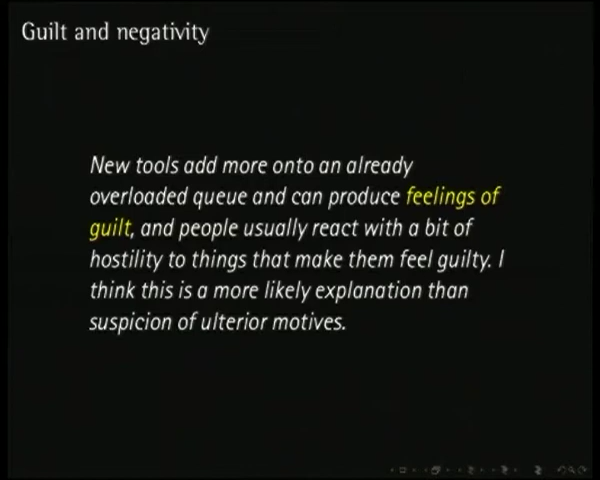 Guilt and negativity
New tools add more onto an already
overloaded queue and can produce feelings of
guilt, and people usually react with a bit of
hostility to things that make them feel guilty. I
think this is a more likely explanation than
suspicion of ulterior motives.